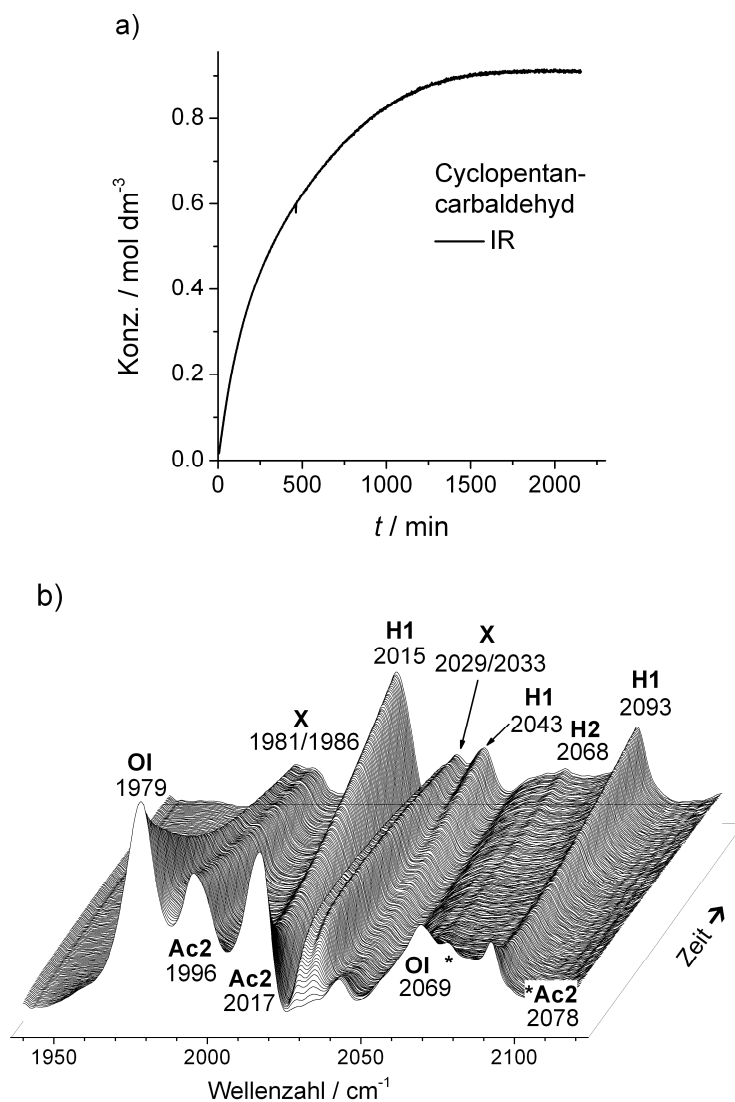 a)
0.8
0.6
0.4
0.2
0.0
Konz. / mol dm⁻³
Cyclopentan-
carbaldehyd
IR
0 500 1000 1500 2000
t / min
b)
H1
2015
X
2029/2033
H1
2043
H2
2068
H1
2093
X
1981/1986
Ol
1979
Ac2
1996
Ac2
2017
Ol *
2069
*Ac2
2078
Zeit ➔
1950 2000 2050 2100
Wellenzahl / cm⁻¹